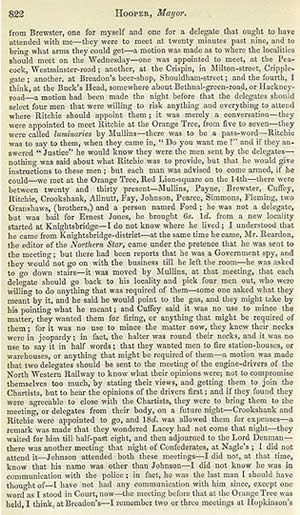 822 HOOPER, Mayor.
from Brewster, one for myself and one for a delegate that ought to have
attended with me—they were to meet at twenty minutes past nine, and to
bring what arms they could get—a motion was made as to where the localities
should meet on the Wednesday—one was appointed to meet, at the Pea-
cock, Westminster-road; another, at the Crispin, in Milton-street, Cripple-
gate; another, at Breadon's beer-shop, Shouldham-street; and the fourth, I
think, at the Buck's Head, somewhere about Bethnal-green-road, or Hackney-
road—a motion had been made the night before that the delegates should
select four men that were willing to risk anything and everything to attend
where Ritchie should appoint them; it was merely a conversation—they
were appointed to meet Ritchie at the Orange Tree, from five to seven—they
were called luminaries by Mullins—there was to be a pass-word—Ritchie
was to say to them, when they came in, "Do you want me?" and if they an-
swered "Justice" he would know they were the men sent by the delegates—
nothing was said about what Ritchie was to provide, but that he would give
instructions to these men; but each man was advised to come armed, if he
could—we met at the Orange Tree, Red Lion-square on the 14th—there were
between twenty and thirty present—Mullins, Payne, Brewster, Cuffey,
Ritchie, Crookshank, Allnutt, Fay, Johnson, Pearce, Simmons, Fleming, two
Granshaws, (brothers,) and a person named Ford; he was not a delegate,
but was bail for Ernest Jones, he brought 6s. 1d. from a new locality
started at Knightsbridge—I do not know where he lived; I understood that
he came from Knightsbridge-district—at the same time he came, Mr. Reardon,
the editor of the Northern Star, came under the pretence that he was sent to
the meeting; but there had been reports that he was a Government spy, and
they would not go on with the business till he left the room—he was asked
to go down stairs—it was moved by Mullins, at that meeting, that each
delegate should go back to his locality and pick four men out, who were
willing to do anything that was required of them—some one asked what they
meant by it, and he said he would point to the gas, and they might take by
his pointing what he meant; and Cuffey said it was no use to mince the
matter, they wanted them for firing, or anything that might be required of
them; for it was no use to mince the matter now, they knew their necks
were in jeopardy; in fact, the halter was round their necks, and it was no
use to say it in half words; that they wanted men to fire station-houses, or
warehouses, or anything that might be required of them—a motion was made
that two delegates should be sent to the meeting of the engine-drivers of the
North Western Railway to know what their opinions were; not to compromise
themselves too much, by stating their views, and getting them to join the
Chartists, but to hear the opinions of the drivers first; and if they found they
were agreeable to close with the Chartists, they were to bring them to the
meeting, or delegates from their body, on a future night—Crookshank and
Ritchie were appointed to go, and 18d. was allowed them for expenses—a
remark was made that they wondered Lacey had not come that night—they
waited for him till half-past eight, and then adjourned to the Lord Denman—
there was another meeting that night of Confederates, at Nagle's; I did not
attend it—Johnson attended both these meetings—I did not, at that time,
know that his name was other than Johnson—I did not know he was in
communication with the police; in fact, he was the last man I should have
thought of—I have not had any communication with him since, except one
word as I stood in Court, now—the meeting before that at the Orange Tree was
held, I think, at Breadon's—I remember two or three meetings at Hopkinson's